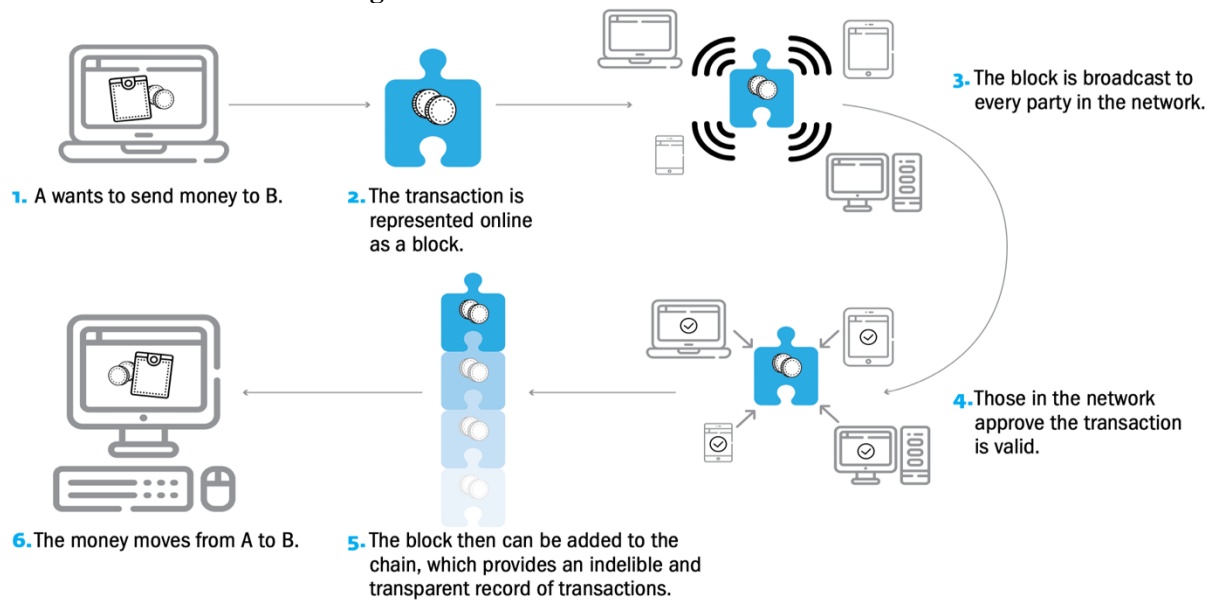 1. A wants to send money to B.
2. The transaction is
represented online
as a block.
3. The block is broadcast to
every party in the network.
4. Those in the network
approve the transaction
is valid.
5. The block then can be added to the
chain, which provides an indelible and
transparent record of transactions.
6. The money moves from A to B.